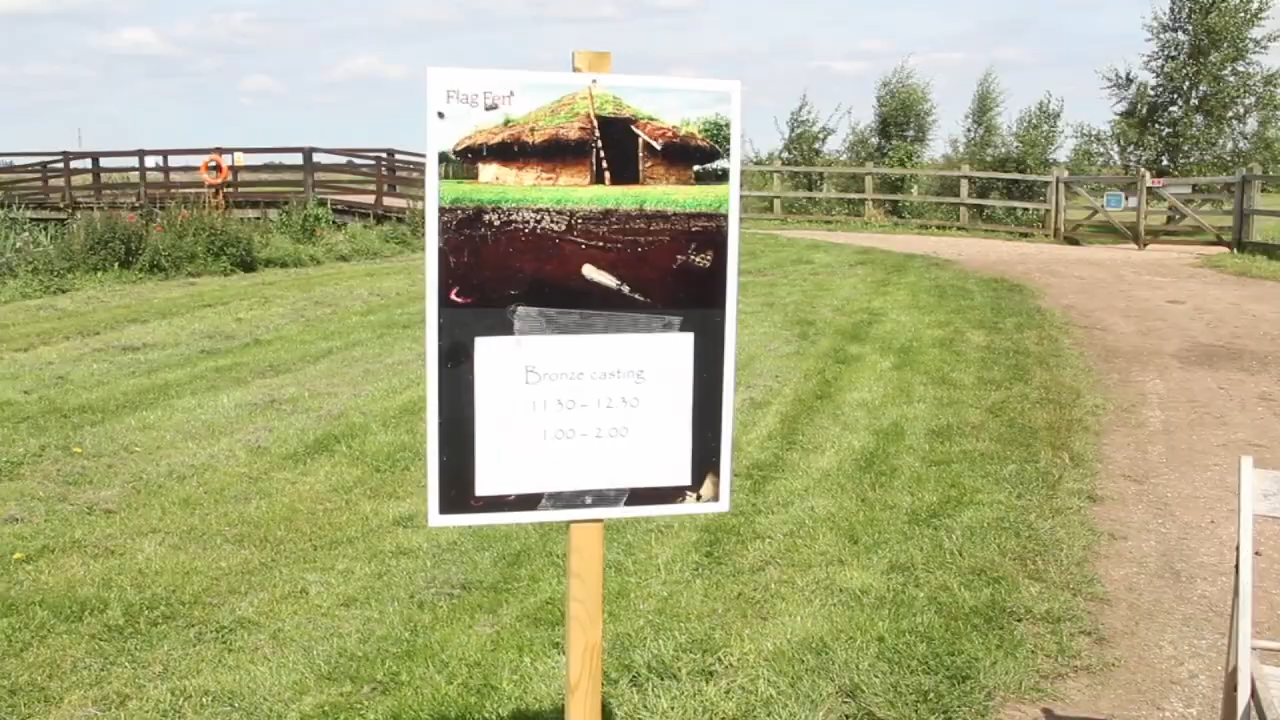 Flag Fen
Bronze casting
11.30 – 12.30
1.00 – 2.00